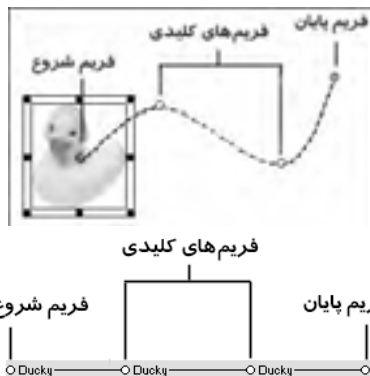 فریم پایان
فریم‌های کلیدی
فریم شروع
فریم‌های کلیدی
فریم شروع
فریم پایان
Ducky Ducky Ducky